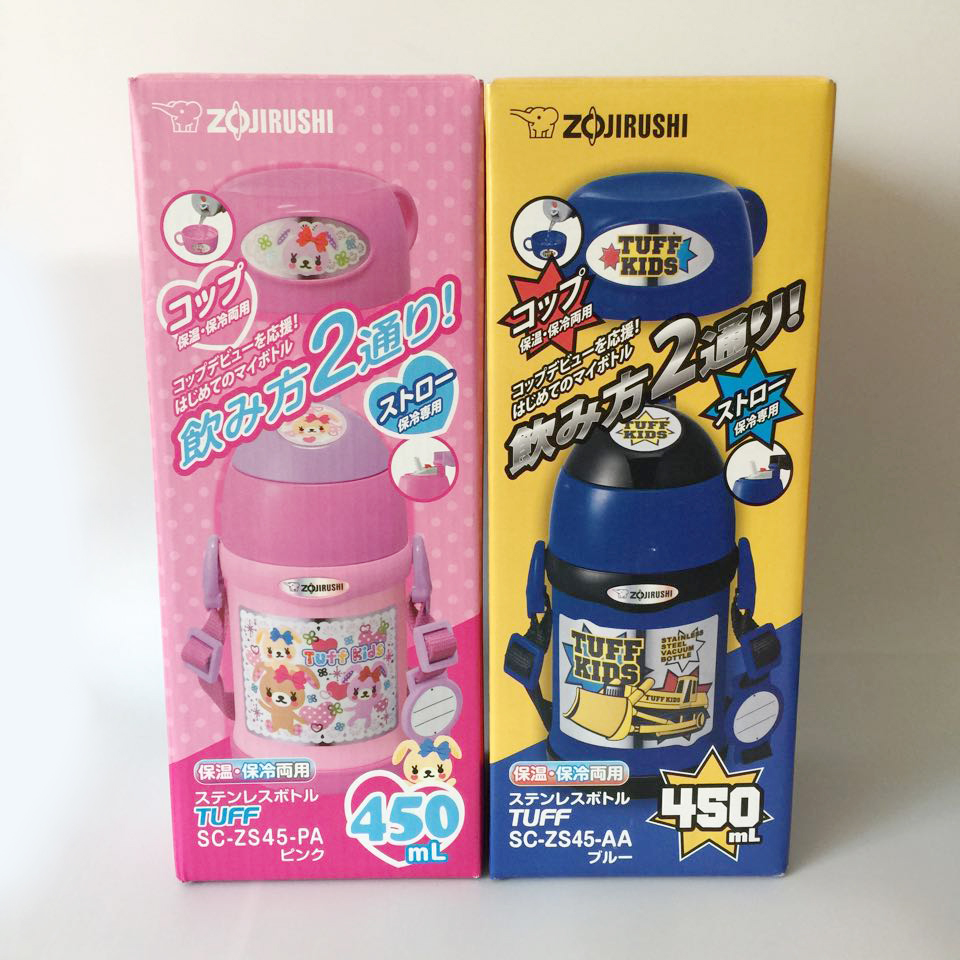 ZOJIRUSHI
コップ
保温・保冷両用
コップデビューを応援!
はじめてのマイボトル
飲み方2通り!
ストロー
保冷専用
ZOJIRUSHI
Tuff Kids
保温・保冷両用
ステンレスボトル
TUFF
SC-ZS45-PA
ピンク
450
mL
ZOJIRUSHI
TUFF
KIDS
コップ
保温・保冷両用
コップデビューを応援!
はじめてのマイボトル
飲み方2通り!
ストロー
保冷専用
TUFF
KIDS
ZOJIRUSHI
TUFF
KIDS
STAINLESS
STEEL
VACUUM
BOTTLE
TUFF KIDS
保温・保冷両用
ステンレスボトル
TUFF
SC-ZS45-AA
ブルー
450
mL